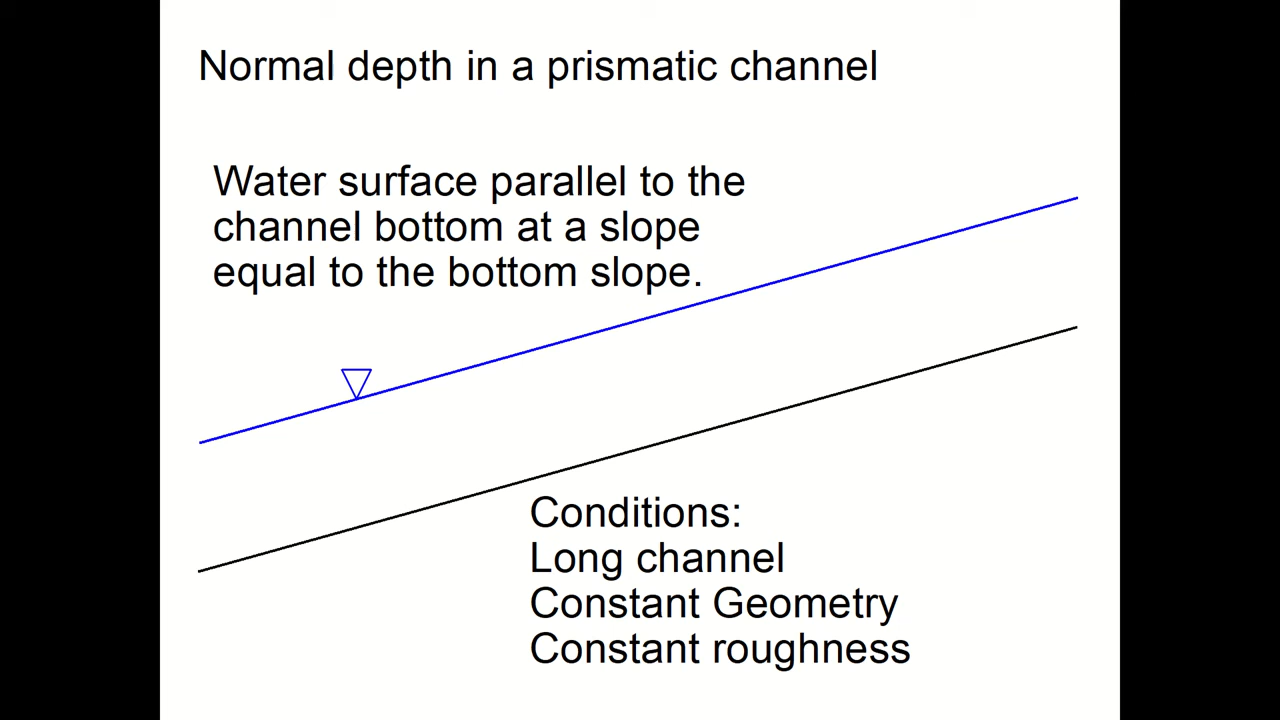 Normal depth in a prismatic channel
Water surface parallel to the
channel bottom at a slope
equal to the bottom slope.
Conditions:
Long channel
Constant Geometry
Constant roughness